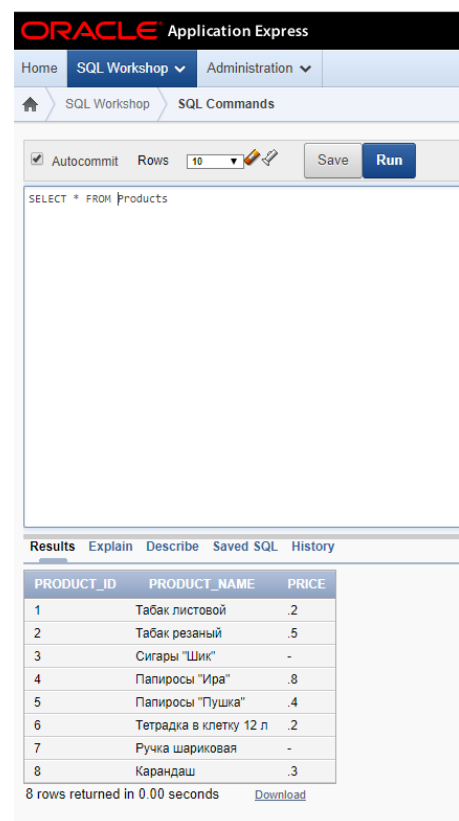 ORACLE Application Express
Home SQL Workshop Administration
SQL Workshop SQL Commands
Autocommit Rows 10 Save Run
SELECT * FROM Products
Results Explain Describe Saved SQL History
PRODUCT_ID PRODUCT_NAME PRICE
1 Табак листовой .2
2 Табак резаный .5
3 Сигары "Шик" -
4 Папиросы "Ира" .8
5 Папиросы "Пушка" .4
6 Тетрадка в клетку 12 л .2
7 Ручка шариковая -
8 Карандаш .3
8 rows returned in 0.00 seconds Download